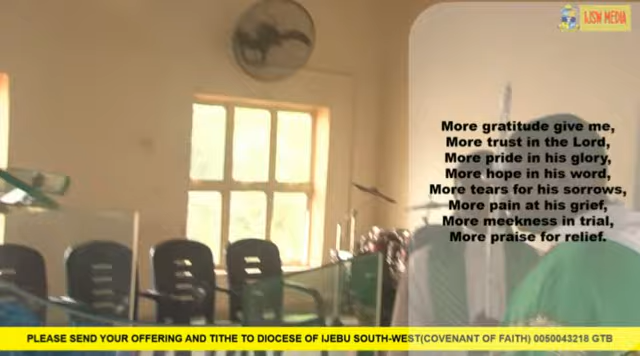 IJSW MEDIA
More gratitude give me,
More trust in the Lord,
More pride in his glory,
More hope in his word,
More tears for his sorrows,
More pain at his grief,
More meekness in trial,
More praise for relief.
PLEASE SEND YOUR OFFERING AND TITHE TO DIOCESE OF IJEBU SOUTH-WEST(COVENANT OF FAITH) 0050043218 GTB